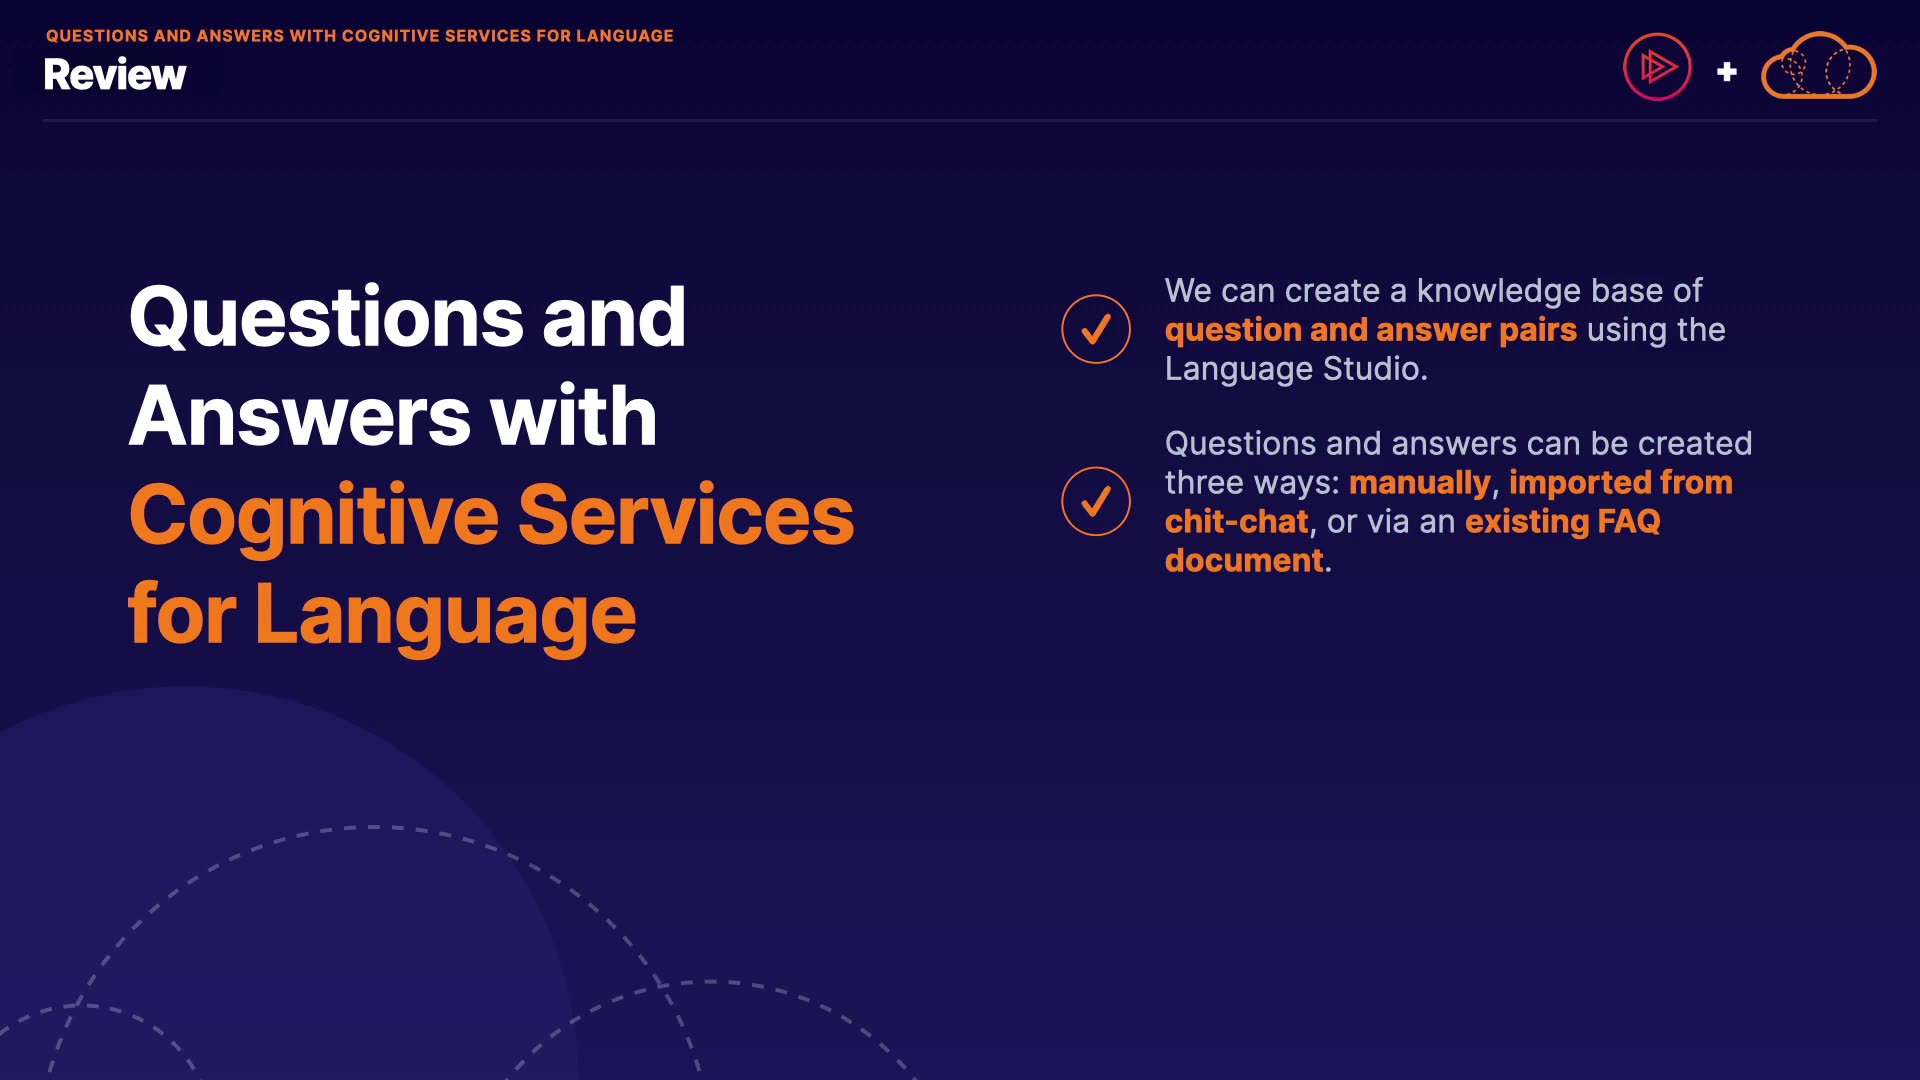 QUESTIONS AND ANSWERS WITH COGNITIVE SERVICES FOR LANGUAGE
Review
Questions and
Answers with
Cognitive Services
for Language
We can create a knowledge base of
question and answer pairs using the
Language Studio.
Questions and answers can be created
three ways: manually, imported from
chit-chat, or via an existing FAQ
document.